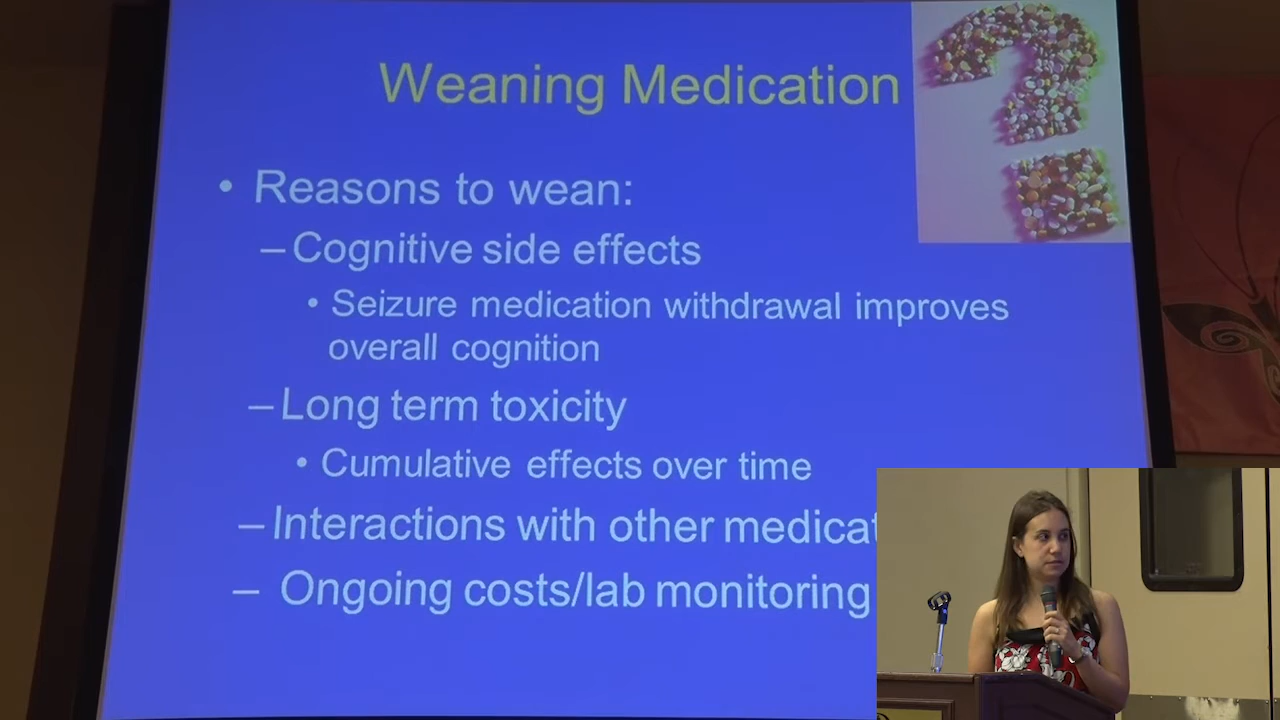 Weaning Medication
• Reasons to wean:
– Cognitive side effects
• Seizure medication withdrawal improves
overall cognition
– Long term toxicity
• Cumulative effects over time
– Interactions with other
– Ongoing costs/lab monitoring